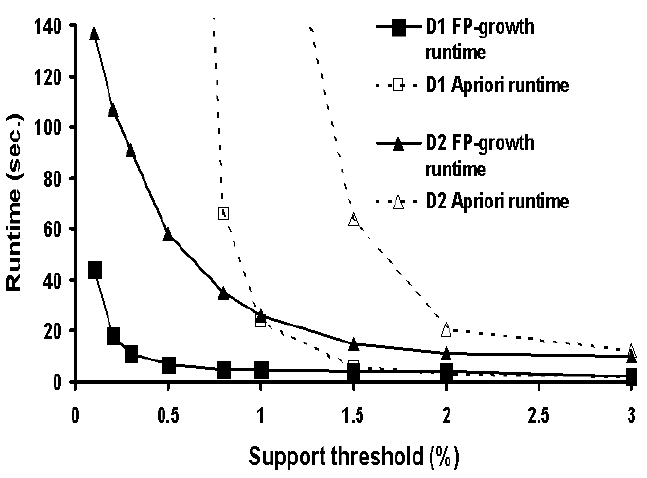 140
120
100
80
60
40
20
0
Runtime (sec.)
D1 FP-growth
runtime
D1 Apriori runtime
D2 FP-growth
runtime
D2 Apriori runtime
0 0.5 1 1.5 2 2.5 3
Support threshold (%)